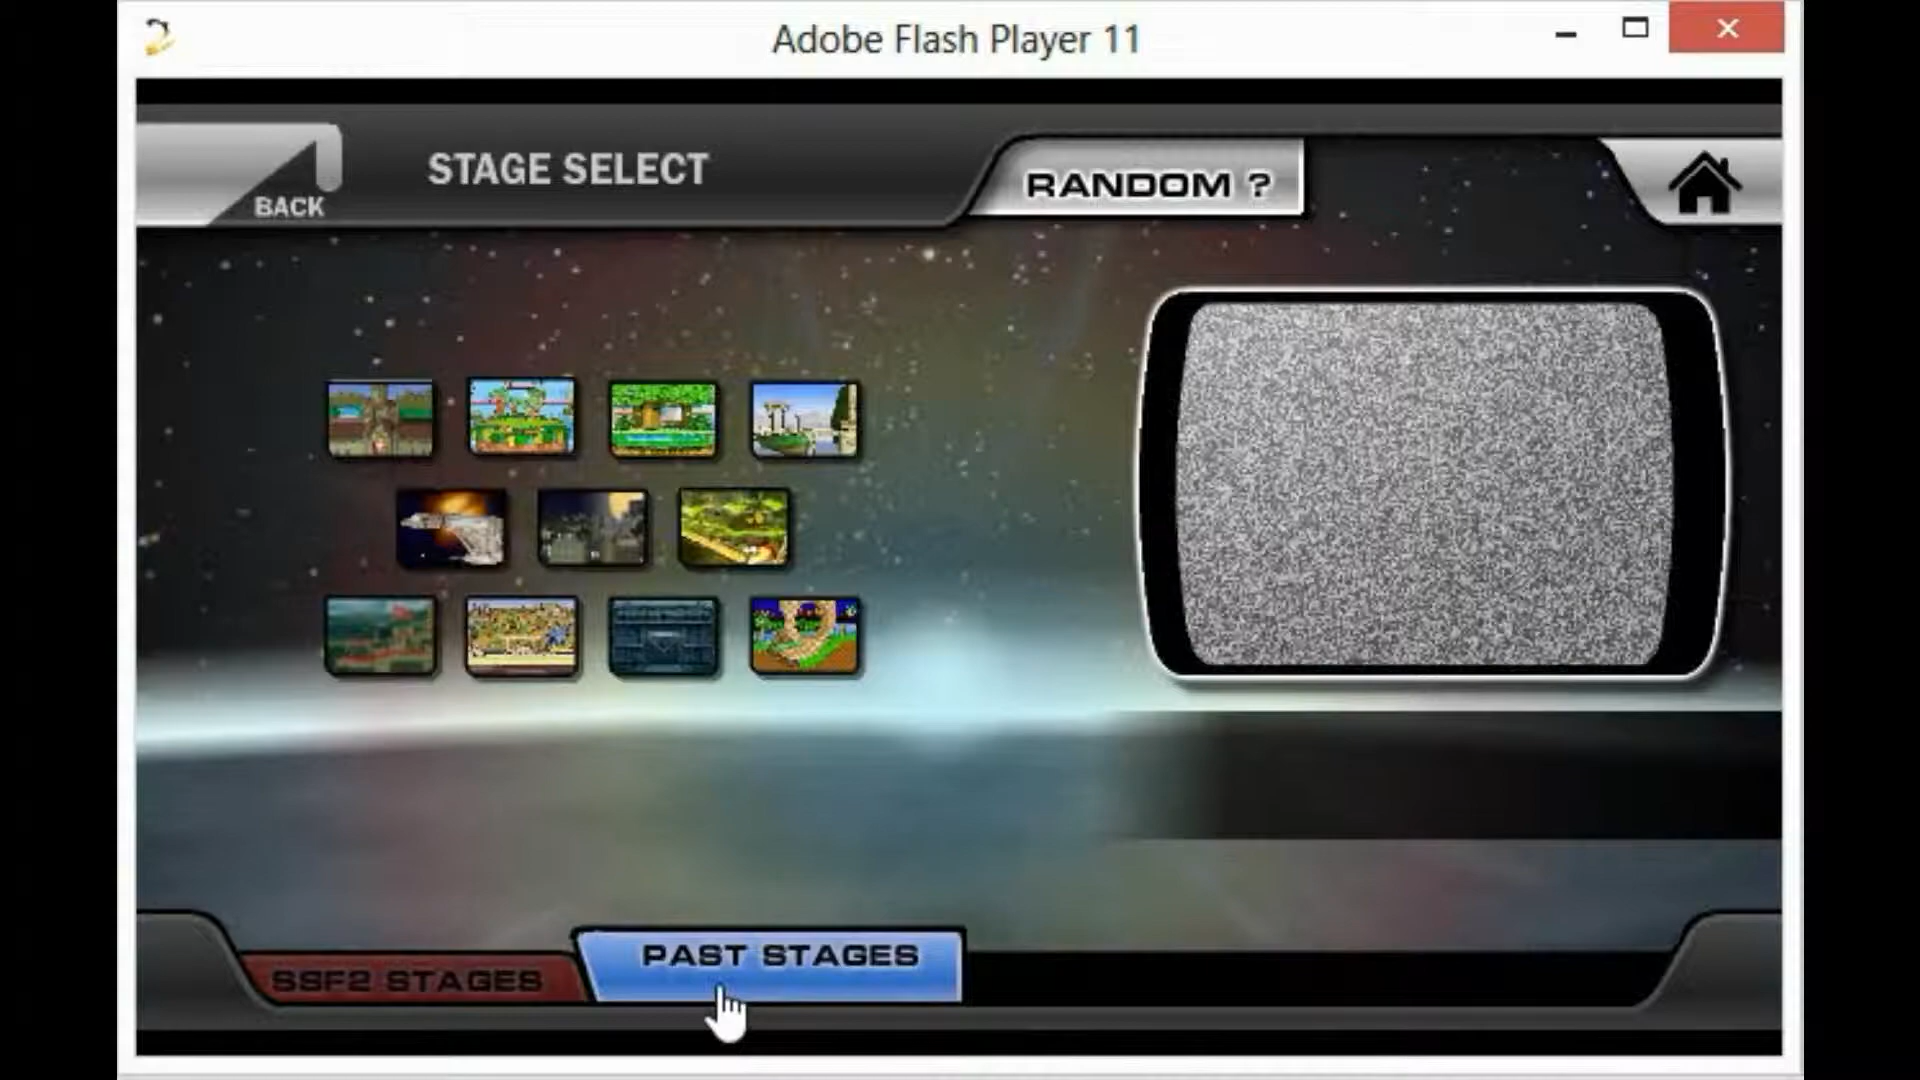 Adobe Flash Player 11
STAGE SELECT
RANDOM ?
BACK
PAST STAGES
SSF2 STAGES